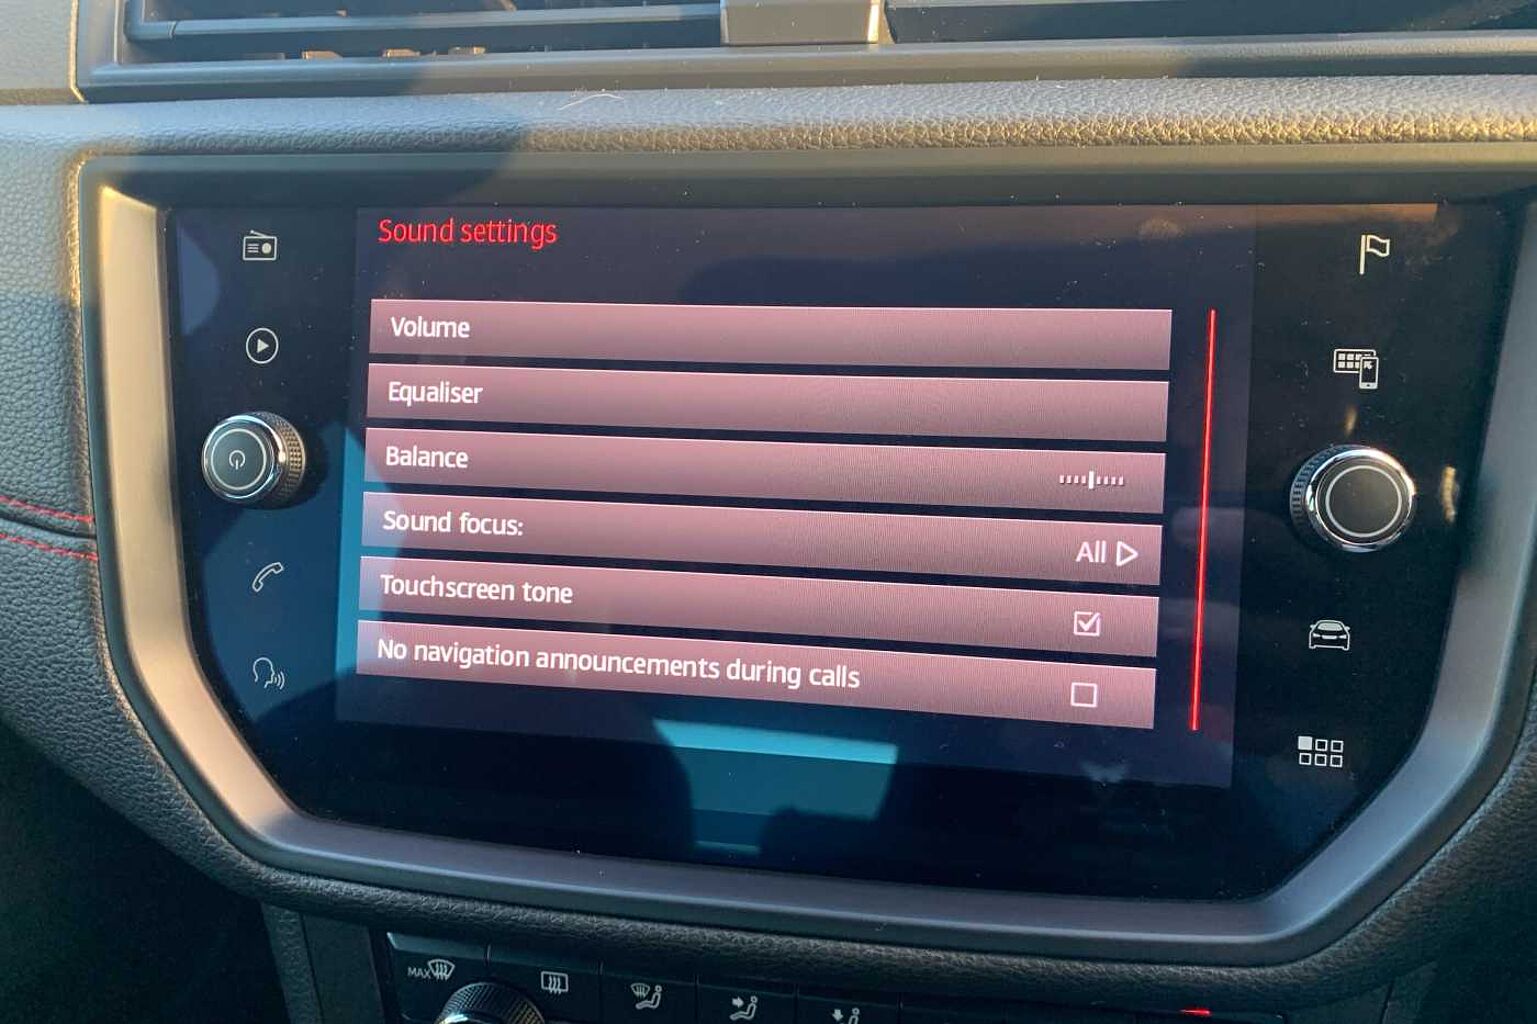 Sound settings
Volume
Equaliser
Balance
Sound focus:
All
Touchscreen tone
No navigation announcements during calls
MAX